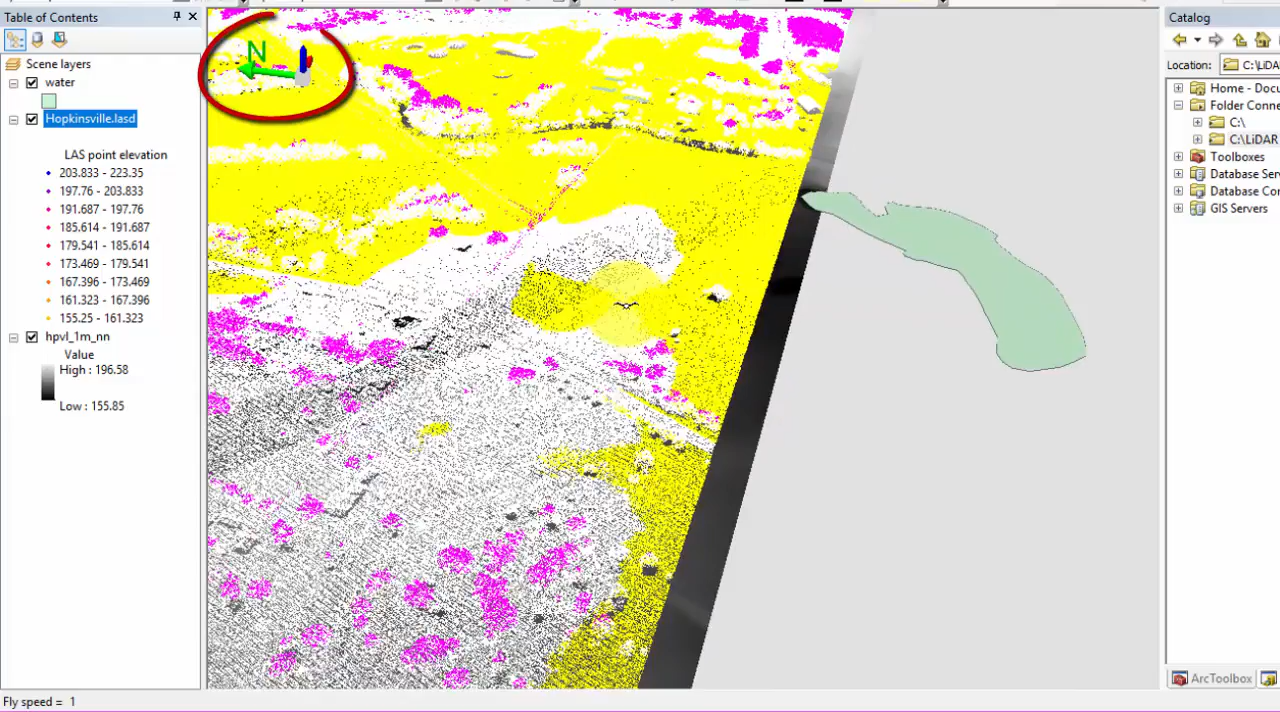 Table of Contents
Scene layers
water
Hopkinsville.lasd
LAS point elevation
203.833 - 223.35
197.76 - 203.833
191.687 - 197.76
185.614 - 191.687
179.541 - 185.614
173.469 - 179.541
167.396 - 173.469
161.323 - 167.396
155.25 - 161.323
hpvl_1m_nn
Value
High : 196.58
Low : 155.85
Fly speed = 1
N
Catalog
Location: C:\LiDAR
Home - Docu
Folder Connec
C:\
C:\LiDAR
Toolboxes
Database Serv
Database Conn
GIS Servers
ArcToolbox